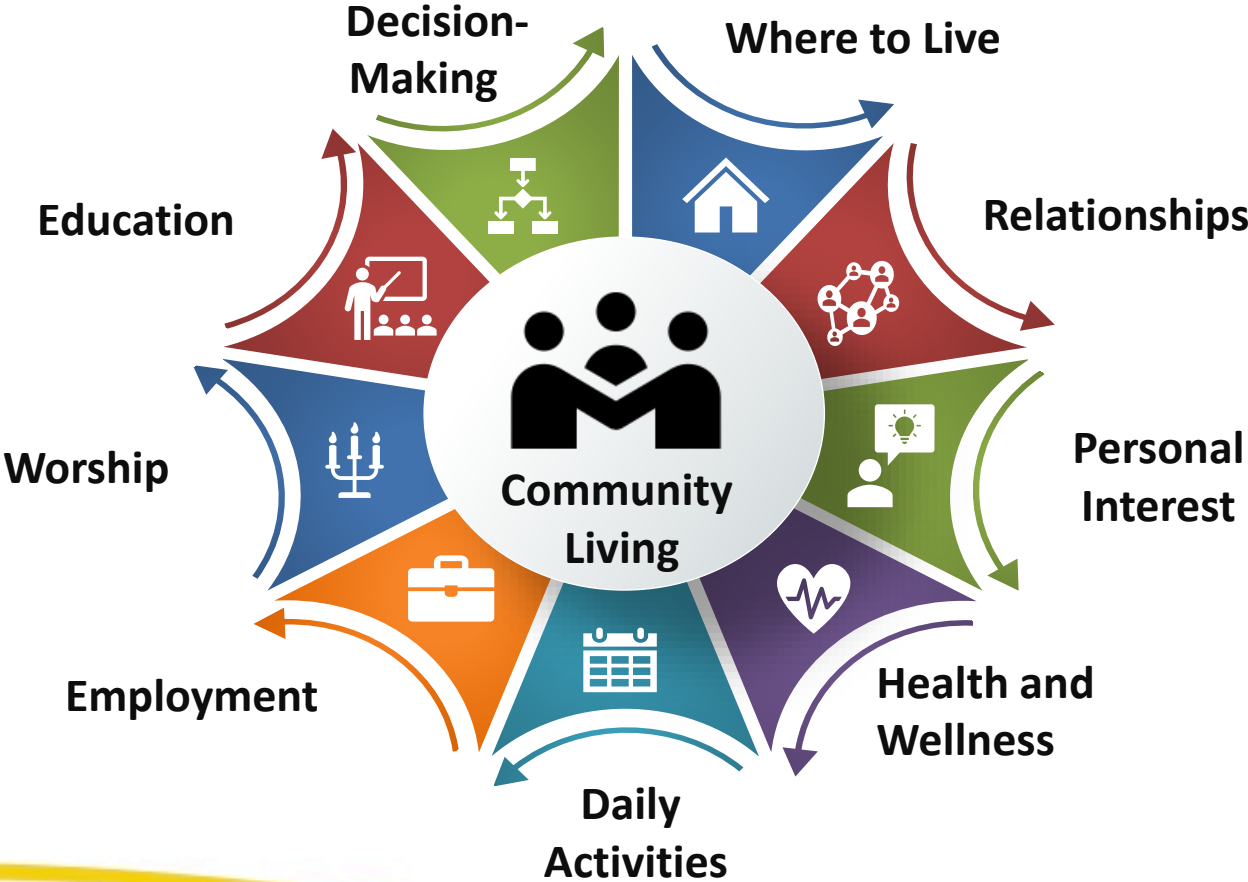 Decision-
Making
Where to Live
Education
Relationships
Worship
Community
Living
Personal
Interest
Employment
Health and
Wellness
Daily
Activities